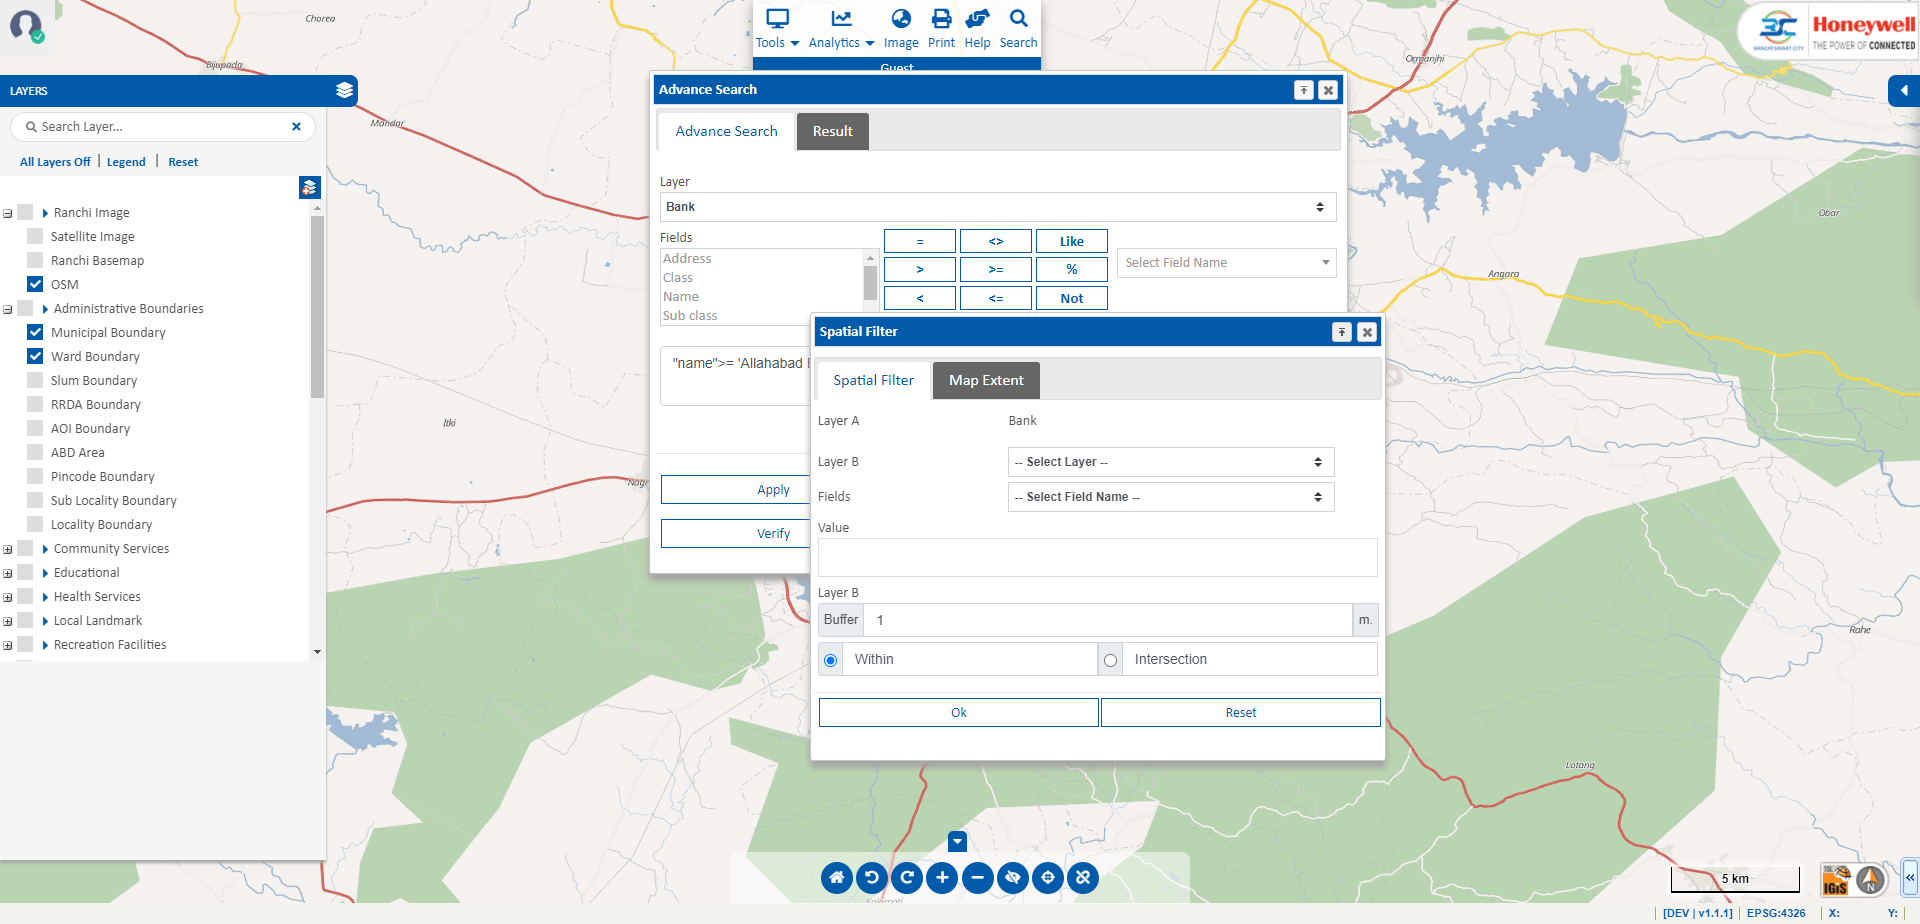 Chorea
Bijupada
Mandar
Itki
Nagri
Ormanjhi
Obar
Angara
Rahe
Lotang
Kalamati
Tools
Analytics
Image
Print
Help
Search
Guest
RANCHI SMART CITY
Honeywell
THE POWER OF CONNECTED
LAYERS
Search Layer...
All Layers Off | Legend | Reset
Ranchi Image
Satellite Image
Ranchi Basemap
OSM
Administrative Boundaries
Municipal Boundary
Ward Boundary
Slum Boundary
RRDA Boundary
AOI Boundary
ABD Area
Pincode Boundary
Sub Locality Boundary
Locality Boundary
Community Services
Educational
Health Services
Local Landmark
Recreation Facilities
Advance Search
Advance Search
Result
Layer
Bank
Fields
Address
Class
Name
Sub class
= <> Like
> >= %
< <= Not
Select Field Name
"name">= 'Allahabad
Apply
Verify
Spatial Filter
Spatial Filter
Map Extent
Layer A
Bank
Layer B
-- Select Layer --
Fields
-- Select Field Name --
Value
Layer B
Buffer
1
m.
Within
Intersection
Ok
Reset
5 km
IGiS
N
[DEV | v1.1.1] EPSG:4326 X: Y: